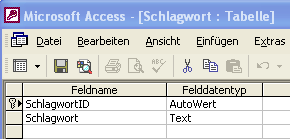 Microsoft Access - [Schlagwort : Tabelle]
Datei Bearbeiten Ansicht Einfügen Extras
Feldname Felddatentyp
SchlagwortID AutoWert
Schlagwort Text